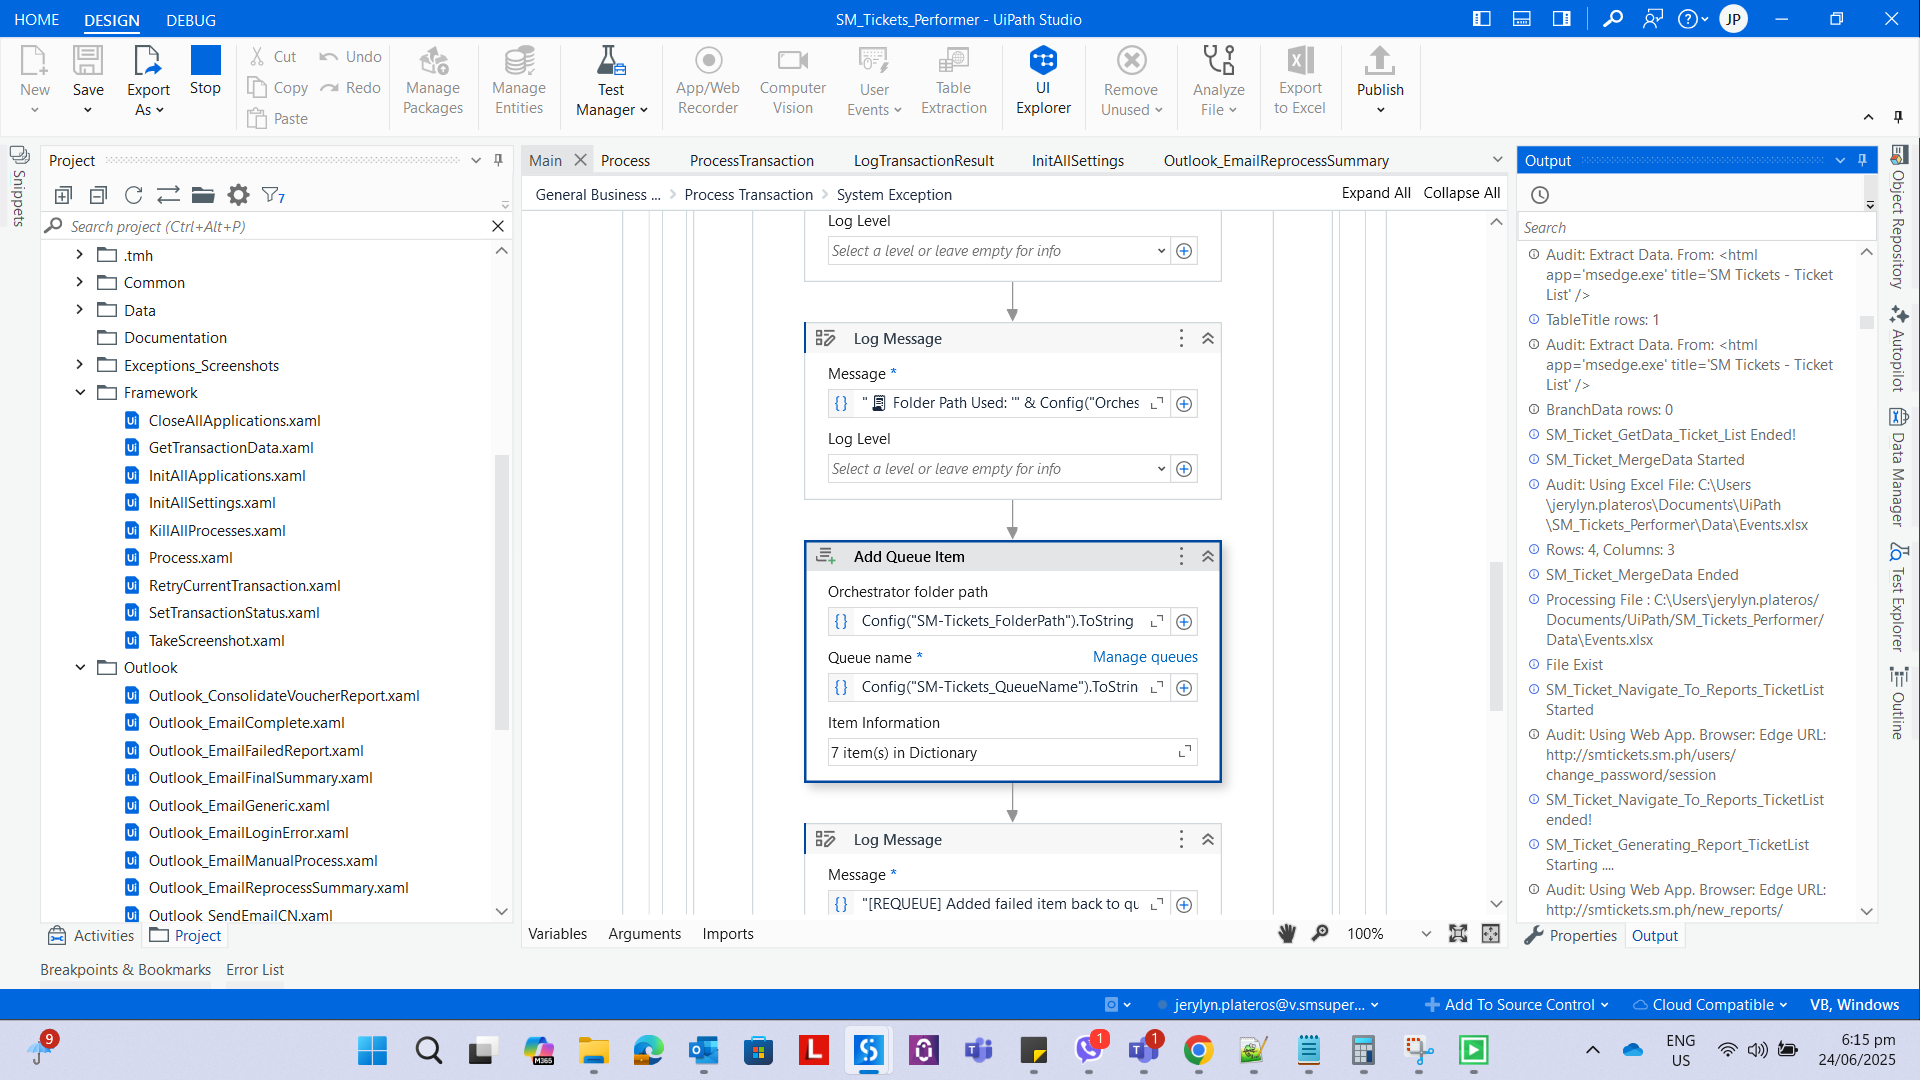 HOME
DESIGN
DEBUG
SM_Tickets_Performer - UiPath Studio
JP
New
Save
Export
As
Stop
Cut
Copy
Paste
Undo
Redo
Manage
Packages
Manage
Entities
Test
Manager
App/Web
Recorder
Computer
Vision
User
Events
Table
Extraction
UI
Explorer
Remove
Unused
Analyze
File
Export
to Excel
Publish
Snippets
Project
7
Search project (Ctrl+Alt+P)
.tmh
Common
Data
Documentation
Exceptions_Screenshots
Framework
CloseAllApplications.xaml
GetTransactionData.xaml
InitAllApplications.xaml
InitAllSettings.xaml
KillAllProcesses.xaml
Process.xaml
RetryCurrentTransaction.xaml
SetTransactionStatus.xaml
TakeScreenshot.xaml
Outlook
Outlook_ConsolidateVoucherReport.xaml
Outlook_EmailComplete.xaml
Outlook_EmailFailedReport.xaml
Outlook_EmailFinalSummary.xaml
Outlook_EmailGeneric.xaml
Outlook_EmailLoginError.xaml
Outlook_EmailManualProcess.xaml
Outlook_EmailReprocessSummary.xaml
Outlook_SendEmailCN.xaml
Activities
Project
Breakpoints & Bookmarks
Error List
Main
Process
ProcessTransaction
LogTransactionResult
InitAllSettings
Outlook_EmailReprocessSummary
General Business ...
Process Transaction
System Exception
Expand All
Collapse All
Log Level
Select a level or leave empty for info
Log Message
Message *
" Folder Path Used: '" & Config("Orches
Log Level
Select a level or leave empty for info
Add Queue Item
Orchestrator folder path
Config("SM-Tickets_FolderPath").ToString
Queue name *
Manage queues
Config("SM-Tickets_QueueName").ToStrin
Item Information
7 item(s) in Dictionary
Log Message
Message *
"[REQUEUE] Added failed item back to qu
Variables
Arguments
Imports
100%
Output
Search
Audit: Extract Data. From: <html
app='msedge.exe' title='SM Tickets - Ticket
List' />
TableTitle rows: 1
Audit: Extract Data. From: <html
app='msedge.exe' title='SM Tickets - Ticket
List' />
BranchData rows: 0
SM_Ticket_GetData_Ticket_List Ended!
SM_Ticket_MergeData Started
Audit: Using Excel File: C:\Users
\jerylyn.plateros\Documents\UiPath
\SM_Tickets_Performer\Data\Events.xlsx
Rows: 4, Columns: 3
SM_Ticket_MergeData Ended
Processing File : C:\Users\jerylyn.plateros/
Documents/UiPath/SM_Tickets_Performer/
Data\Events.xlsx
File Exist
SM_Ticket_Navigate_To_Reports_TicketList
Started
Audit: Using Web App. Browser: Edge URL:
http://smtickets.sm.ph/users/
change_password/session
SM_Ticket_Navigate_To_Reports_TicketList
ended!
SM_Ticket_Generating_Report_TicketList
Starting ....
Audit: Using Web App. Browser: Edge URL:
http://smtickets.sm.ph/new_reports/
Properties
Output
Object Repository
Autopilot
Data Manager
Test Explorer
Outline
jerylyn.plateros@v.smsuper...
Add To Source Control
Cloud Compatible
VB, Windows
9
M365
L
1
1
ENG
US
6:15 pm
24/06/2025